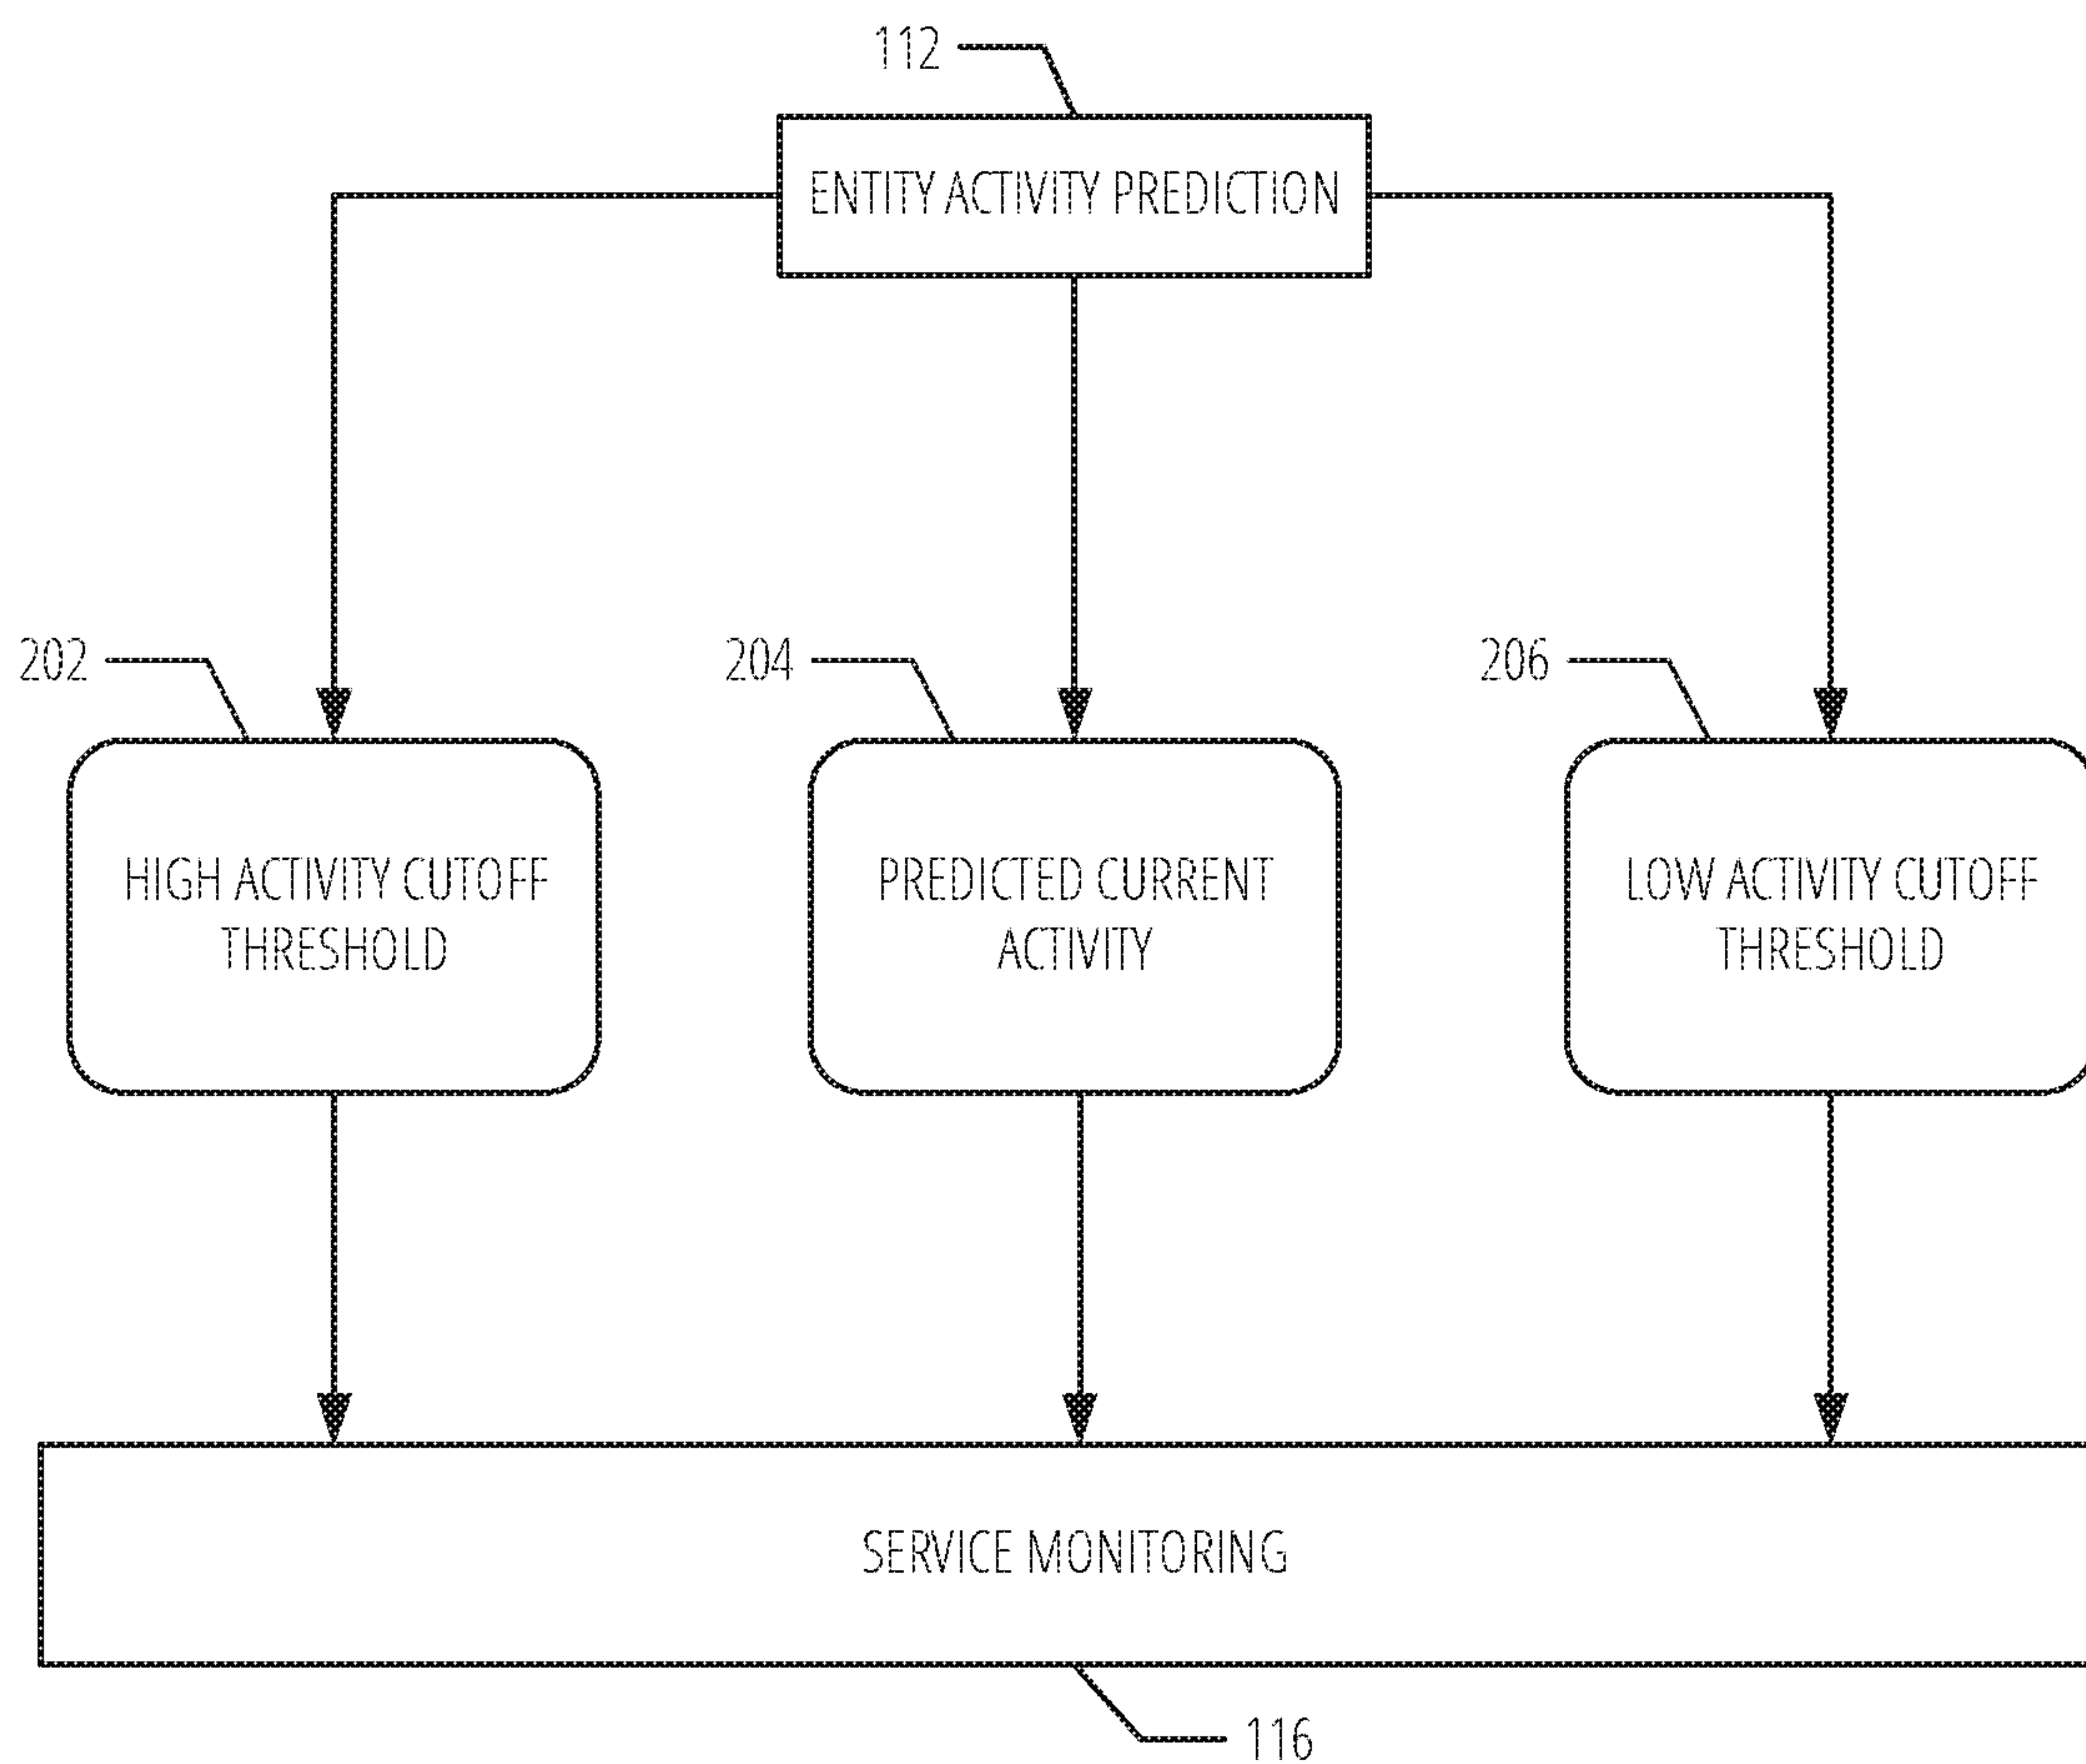 112
ENTITY ACTIVITY PREDICTION
202
204
206
HIGH ACTIVITY CUTOFF
THRESHOLD
PREDICTED CURRENT
ACTIVITY
LOW ACTIVITY CUTOFF
THRESHOLD
SERVICE MONITORING
116